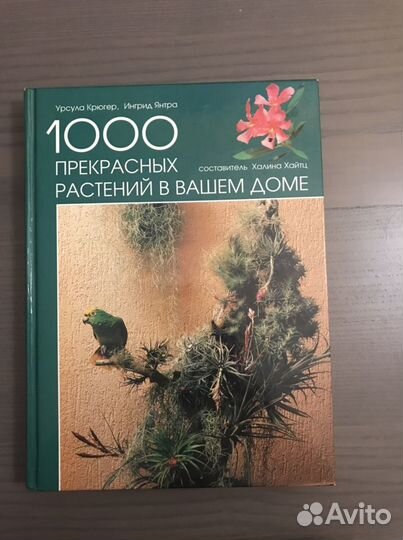 Урсула Крюгер, Ингрид Янтра
1000
ПРЕКРАСНЫХ
составитель Халина Хайтц
РАСТЕНИЙ В ВАШЕМ ДОМЕ
Avito